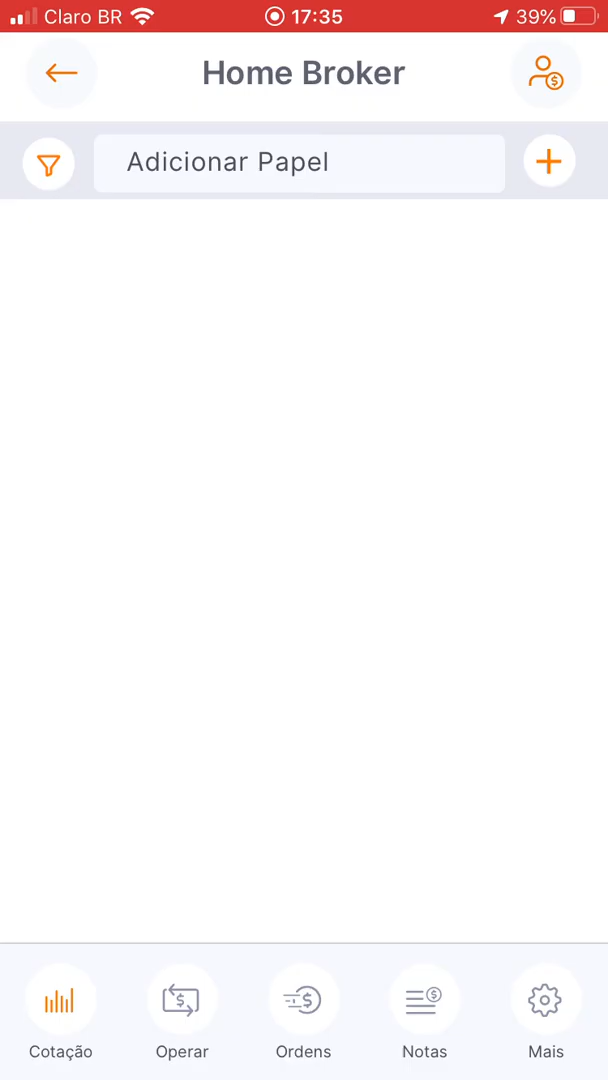 Claro BR 17:35 39%
Home Broker
Adicionar Papel
Cotação Operar Ordens Notas Mais